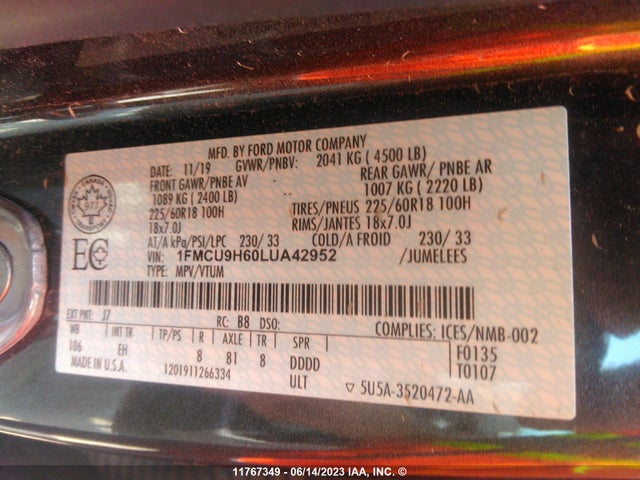 MFD. BY FORD MOTOR COMPANY
DATE: 11/19 GVWR/PNBV: 2041 KG ( 4500 LB)
FRONT GAWR/PNBE AV REAR GAWR/ PNBE AR
1089 KG ( 2400 LB) 1007 KG ( 2220 LB)
225/60R18 100H TIRES/PNEUS 225/60R18 100H
18x7.0J RIMS/JANTES 18x7.0J
AT/A kPa/PSI/LPC 230/ 33 COLD/A FROID 230/ 33
VIN: 1FMCU9H60LUA42952 /JUMELEES
TYPE: MPV/VTUM
CANADA
TRANSPORT
977
EC
EXT PNT: J7 RC: B8 DSO: COMPLIES: ICES/NMB-002
WB INT TR TP/PS R AXLE TR SPR F0135
106 EH 8 81 8 DDDD T0107
MADE IN U.S.A. 1201911266334 ULT ▽ 5U5A-3520472-AA
11767349 - 06/14/2023 IAA, INC. ©